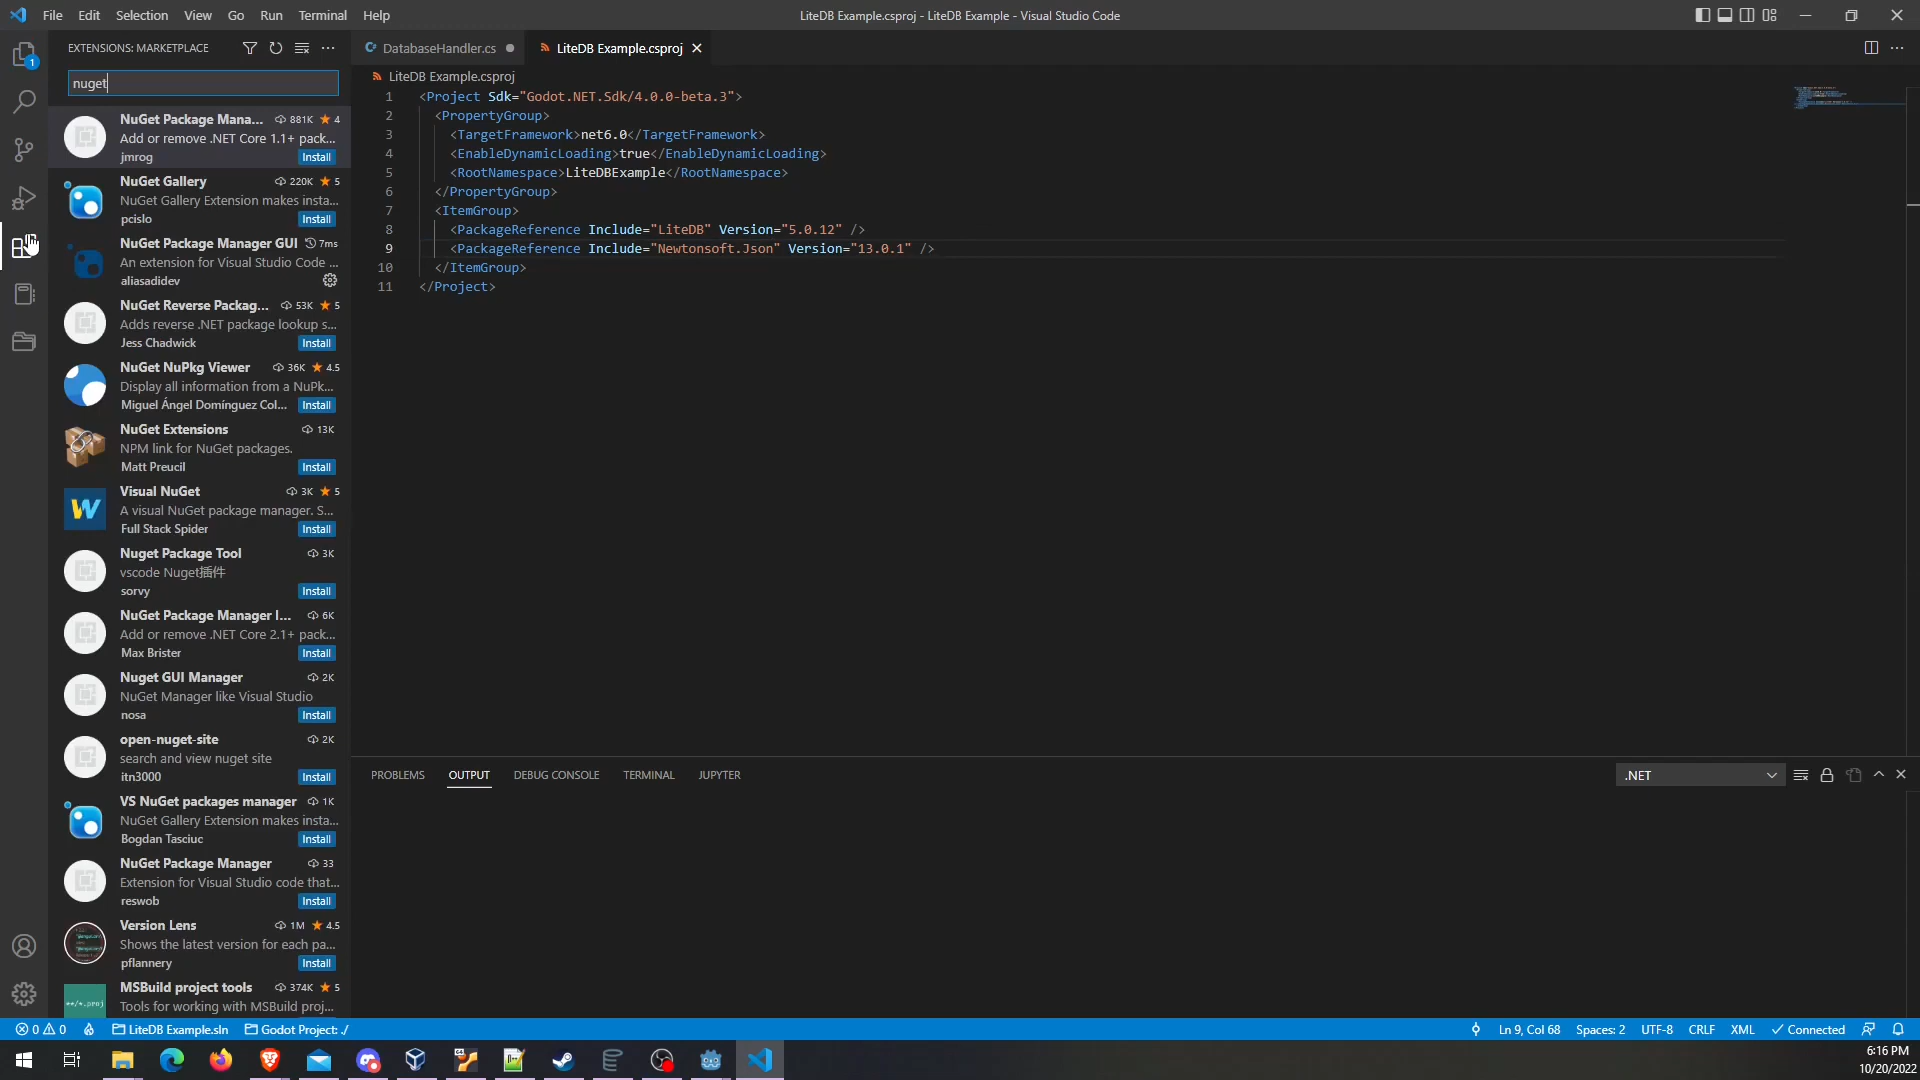 File Edit Selection View Go Run Terminal Help
LiteDB Example.csproj - LiteDB Example - Visual Studio Code
EXTENSIONS: MARKETPLACE
nuget
1
NuGet Package Mana... 881K 4
Add or remove .NET Core 1.1+ pack...
jmrog Install
NuGet Gallery 220K 5
NuGet Gallery Extension makes insta...
pcislo Install
NuGet Package Manager GUI 7ms
An extension for Visual Studio Code ...
aliasadidev
NuGet Reverse Packag... 53K 5
Adds reverse .NET package lookup s...
Jess Chadwick Install
NuGet NuPkg Viewer 36K 4.5
Display all information from a NuPk...
Miguel Ángel Domínguez Col... Install
NuGet Extensions 13K
NPM link for NuGet packages.
Matt Preucil Install
Visual NuGet 3K 5
A visual NuGet package manager. S...
Full Stack Spider Install
Nuget Package Tool 3K
vscode Nuget插件
sorvy Install
NuGet Package Manager I... 6K
Add or remove .NET Core 2.1+ pack...
Max Brister Install
Nuget GUI Manager 2K
NuGet Manager like Visual Studio
nosa Install
open-nuget-site 2K
search and view nuget site
itn3000 Install
VS NuGet packages manager 1K
NuGet Gallery Extension makes insta...
Bogdan Tasciuc Install
NuGet Package Manager 33
Extension for Visual Studio code that...
reswob Install
Version Lens 1M 4.5
Shows the latest version for each pa...
pflannery Install
MSBuild project tools 374K 5
Tools for working with MSBuild proj...
DatabaseHandler.cs
LiteDB Example.csproj
LiteDB Example.csproj
1 <Project Sdk="Godot.NET.Sdk/4.0.0-beta.3">
2 <PropertyGroup>
3 <TargetFramework>net6.0</TargetFramework>
4 <EnableDynamicLoading>true</EnableDynamicLoading>
5 <RootNamespace>LiteDBExample</RootNamespace>
6 </PropertyGroup>
7 <ItemGroup>
8 <PackageReference Include="LiteDB" Version="5.0.12" />
9 <PackageReference Include="Newtonsoft.Json" Version="13.0.1" />
10 </ItemGroup>
11 </Project>
PROBLEMS OUTPUT DEBUG CONSOLE TERMINAL JUPYTER
.NET
0 0 LiteDB Example.sln Godot Project: ./
Ln 9, Col 68 Spaces: 2 UTF-8 CRLF XML Connected
6:16 PM
10/20/2022